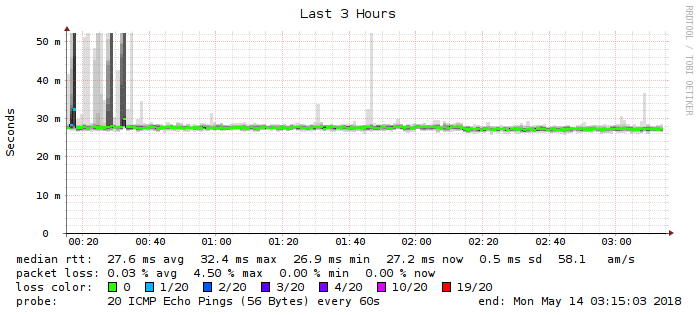 Last 3 Hours
RRDTOOL / TOBI OETIKER
Seconds
50 m
40 m
30 m
20 m
10 m
0
00:20 00:40 01:00 01:20 01:40 02:00 02:20 02:40 03:00
median rtt: 27.6 ms avg 32.4 ms max 26.9 ms min 27.2 ms now 0.5 ms sd 58.1 am/s
packet loss: 0.03 % avg 4.50 % max 0.00 % min 0.00 % now
loss color: 0 1/20 2/20 3/20 4/20 10/20 19/20
probe: 20 ICMP Echo Pings (56 Bytes) every 60s end: Mon May 14 03:15:03 2018